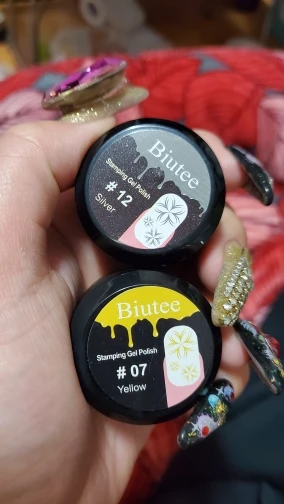 Biutee
Stamping Gel Polish
# 12
Silver
Biutee
Stamping Gel Polish
# 07
Yellow